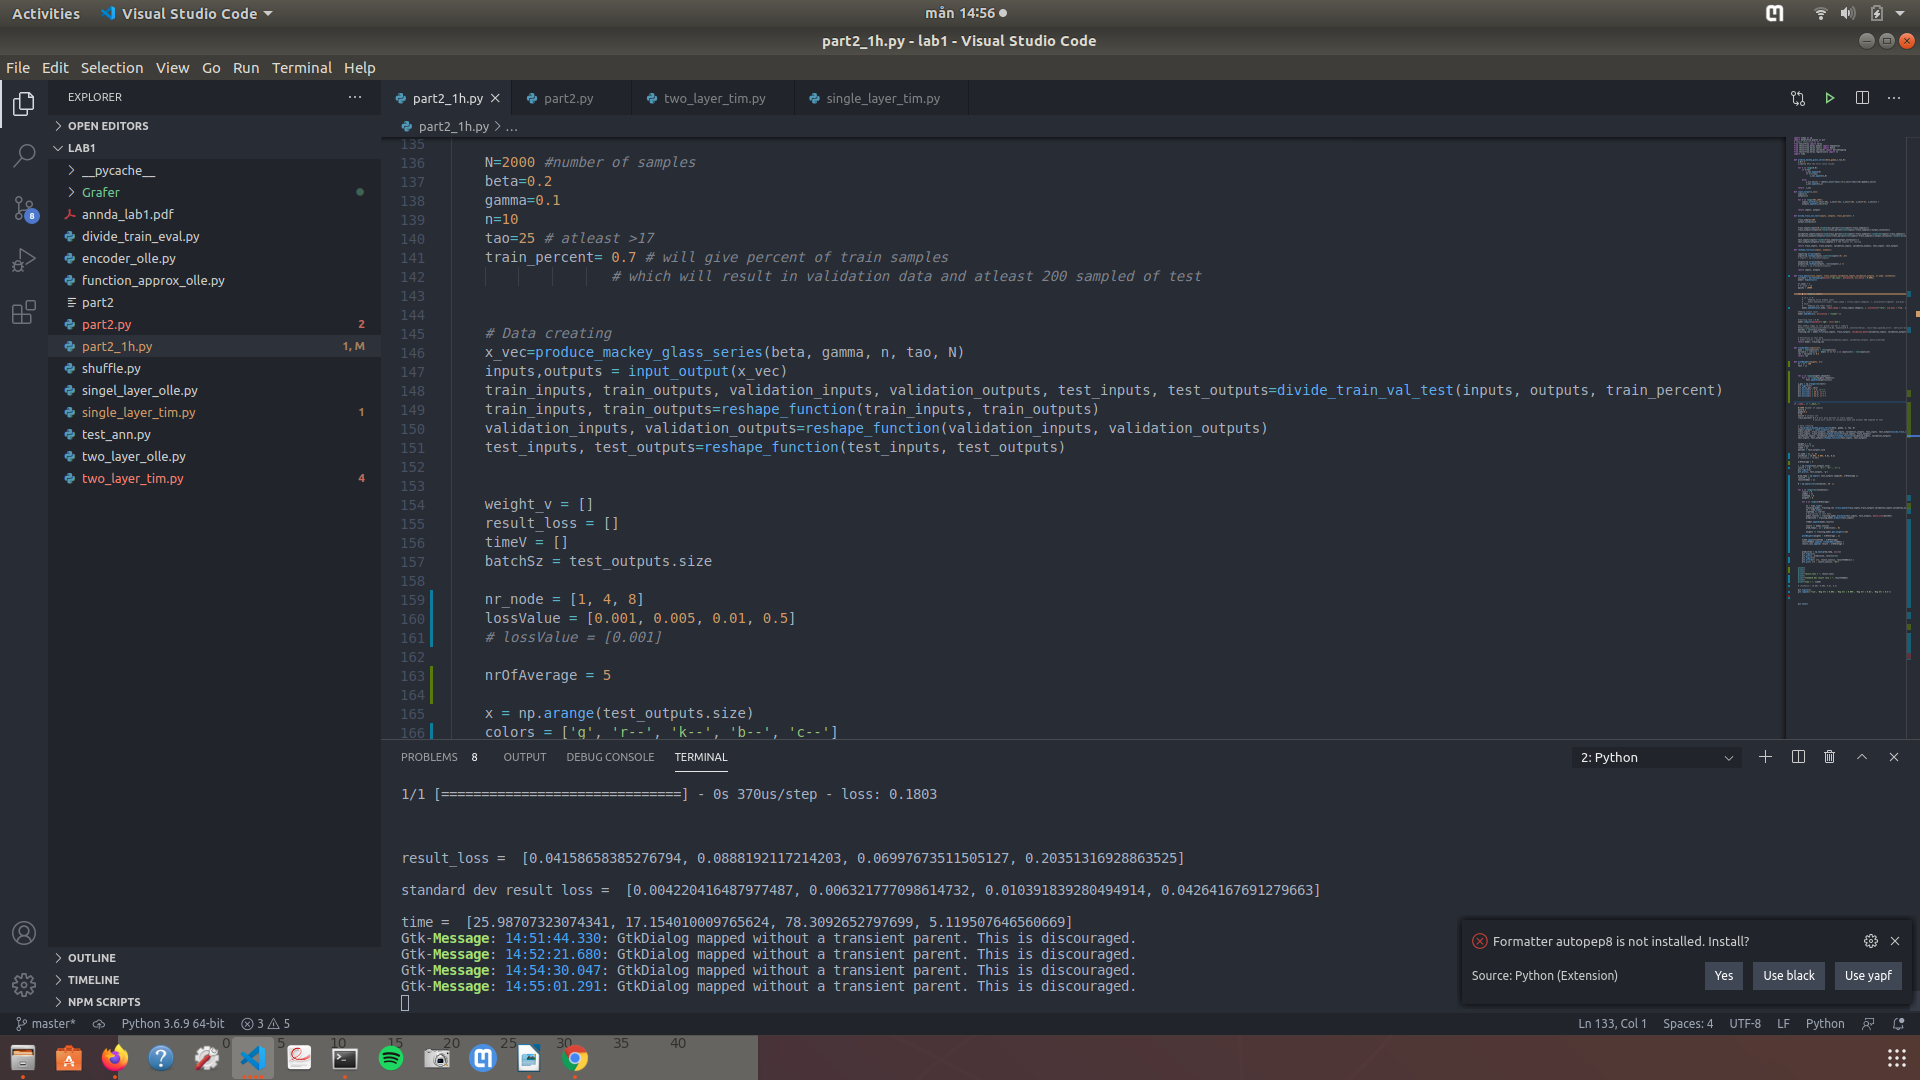 Activities
Visual Studio Code
mån 14:56
part2_1h.py - lab1 - Visual Studio Code
File Edit Selection View Go Run Terminal Help
EXPLORER
OPEN EDITORS
LAB1
__pycache__
Grafer
annda_lab1.pdf
divide_train_eval.py
encoder_olle.py
function_approx_olle.py
part2
part2.py 2
part2_1h.py 1, M
shuffle.py
singel_layer_olle.py
single_layer_tim.py 1
test_ann.py
two_layer_olle.py
two_layer_tim.py 4
OUTLINE
TIMELINE
NPM SCRIPTS
8
part2_1h.py part2.py two_layer_tim.py single_layer_tim.py
part2_1h.py > ...
135
136 N=2000 #number of samples
137 beta=0.2
138 gamma=0.1
139 n=10
140 tao=25 # atleast >17
141 train_percent= 0.7 # will give percent of train samples
142 # which will result in validation data and atleast 200 sampled of test
143
144
145 # Data creating
146 x_vec=produce_mackey_glass_series(beta, gamma, n, tao, N)
147 inputs,outputs = input_output(x_vec)
148 train_inputs, train_outputs, validation_inputs, validation_outputs, test_inputs, test_outputs=divide_train_val_test(inputs, outputs, train_percent)
149 train_inputs, train_outputs=reshape_function(train_inputs, train_outputs)
150 validation_inputs, validation_outputs=reshape_function(validation_inputs, validation_outputs)
151 test_inputs, test_outputs=reshape_function(test_inputs, test_outputs)
152
153
154 weight_v = []
155 result_loss = []
156 timeV = []
157 batchSz = test_outputs.size
158
159 nr_node = [1, 4, 8]
160 lossValue = [0.001, 0.005, 0.01, 0.5]
161 # lossValue = [0.001]
162
163 nrOfAverage = 5
164
165 x = np.arange(test_outputs.size)
166 colors = ['g', 'r--', 'k--', 'b--', 'c--']
PROBLEMS 8 OUTPUT DEBUG CONSOLE TERMINAL
2: Python
1/1 [==============================] - 0s 370us/step - loss: 0.1803
result_loss =  [0.04158658385276794, 0.0888192117214203, 0.06997673511505127, 0.20351316928863525]
standard dev result loss =  [0.004220416487977487, 0.006321777098614732, 0.010391839280494914, 0.04264167691279663]
time =  [25.98707323074341, 17.154010009765624, 78.3092652797699, 5.119507646560669]
Gtk-Message: 14:51:44.330: GtkDialog mapped without a transient parent. This is discouraged.
Gtk-Message: 14:52:21.680: GtkDialog mapped without a transient parent. This is discouraged.
Gtk-Message: 14:54:30.047: GtkDialog mapped without a transient parent. This is discouraged.
Gtk-Message: 14:55:01.291: GtkDialog mapped without a transient parent. This is discouraged.
Formatter autopep8 is not installed. Install?
Source: Python (Extension)
Yes Use black Use yapf
master* Python 3.6.9 64-bit 3 5
Ln 133, Col 1 Spaces: 4 UTF-8 LF Python
0 5 10 15 20 25 30 35 40